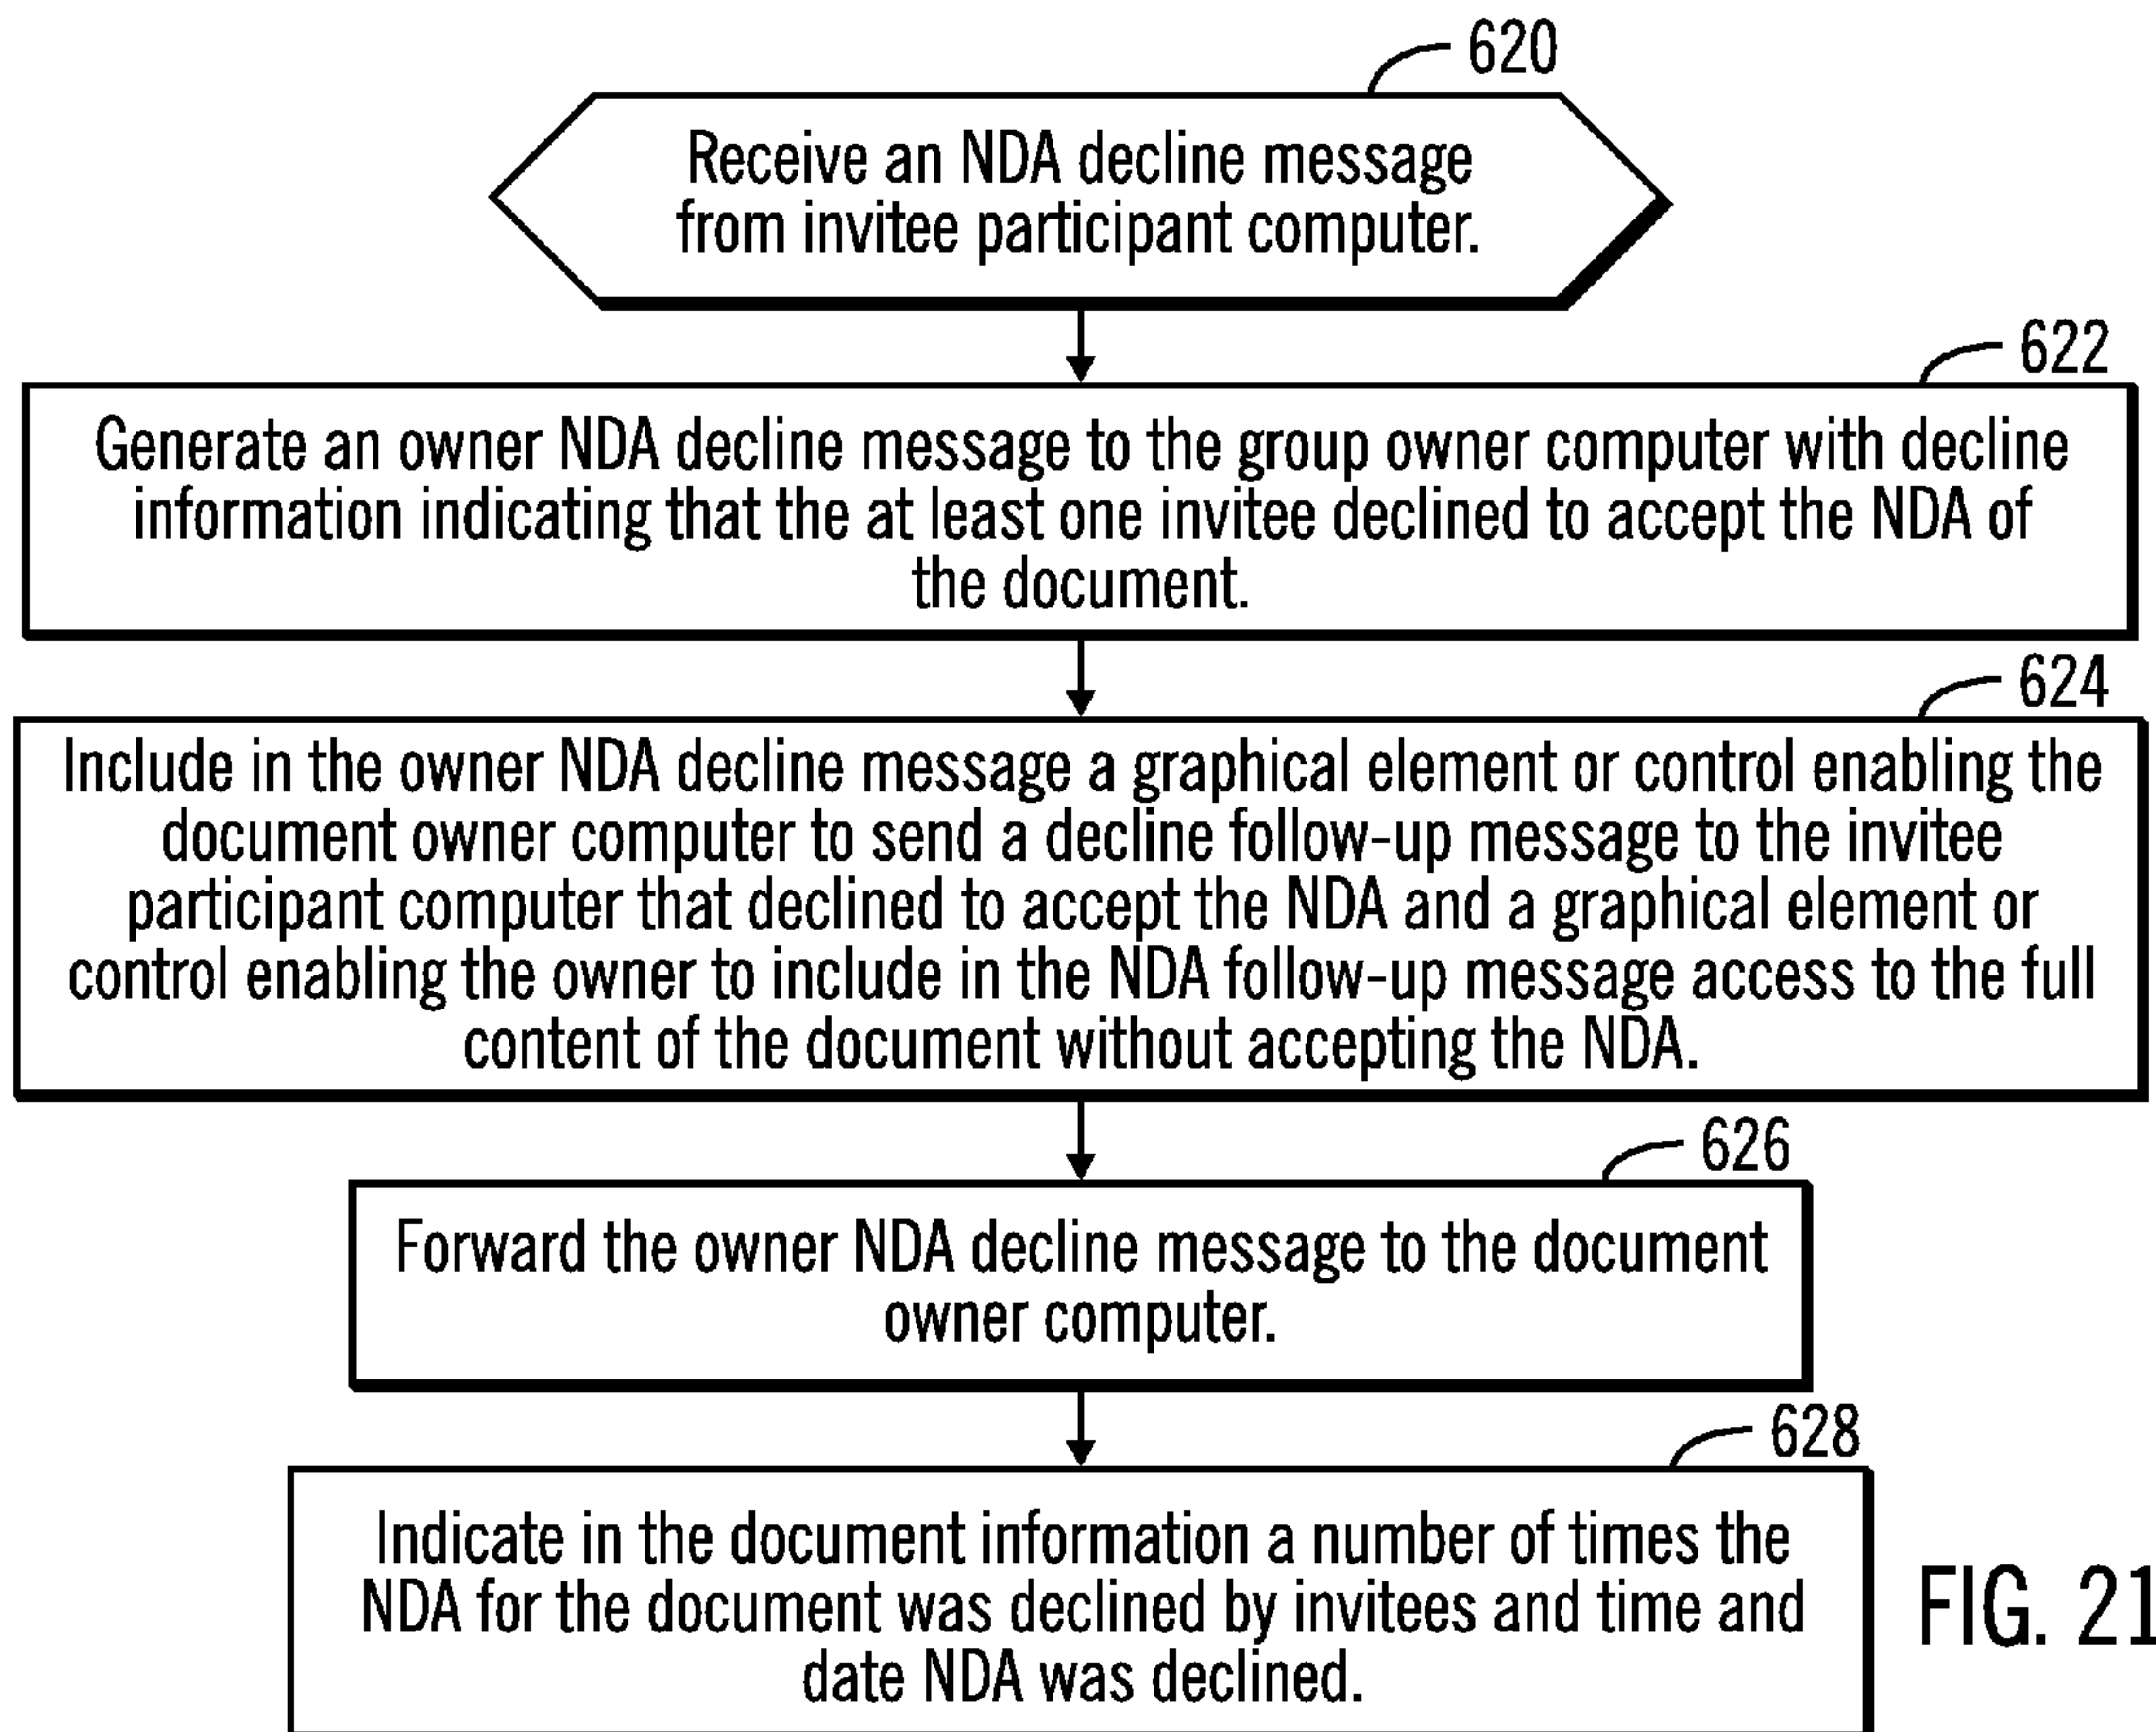 620
Receive an NDA decline message
from invitee participant computer.
622
Generate an owner NDA decline message to the group owner computer with decline
information indicating that the at least one invitee declined to accept the NDA of
the document.
624
Include in the owner NDA decline message a graphical element or control enabling the
document owner computer to send a decline follow-up message to the invitee
participant computer that declined to accept the NDA and a graphical element or
control enabling the owner to include in the NDA follow-up message access to the full
content of the document without accepting the NDA.
626
Forward the owner NDA decline message to the document
owner computer.
628
Indicate in the document information a number of times the
NDA for the document was declined by invitees and time and
date NDA was declined.
FIG. 21